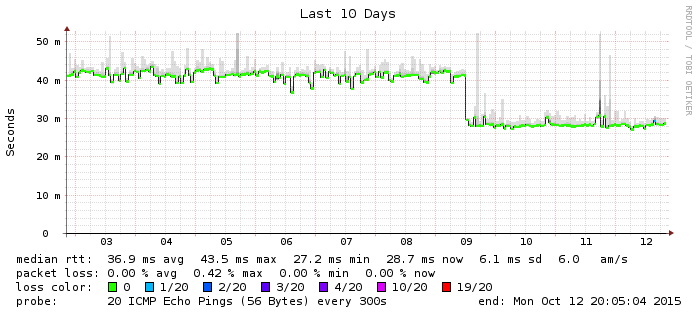 Last 10 Days
RRDTOOL / TOBI OETIKER
Seconds
50 m
40 m
30 m
20 m
10 m
0
03 04 05 06 07 08 09 10 11 12
median rtt: 36.9 ms avg 43.5 ms max 27.2 ms min 28.7 ms now 6.1 ms sd 6.0 am/s
packet loss: 0.00 % avg 0.42 % max 0.00 % min 0.00 % now
loss color: 0 1/20 2/20 3/20 4/20 10/20 19/20
probe: 20 ICMP Echo Pings (56 Bytes) every 300s end: Mon Oct 12 20:05:04 2015